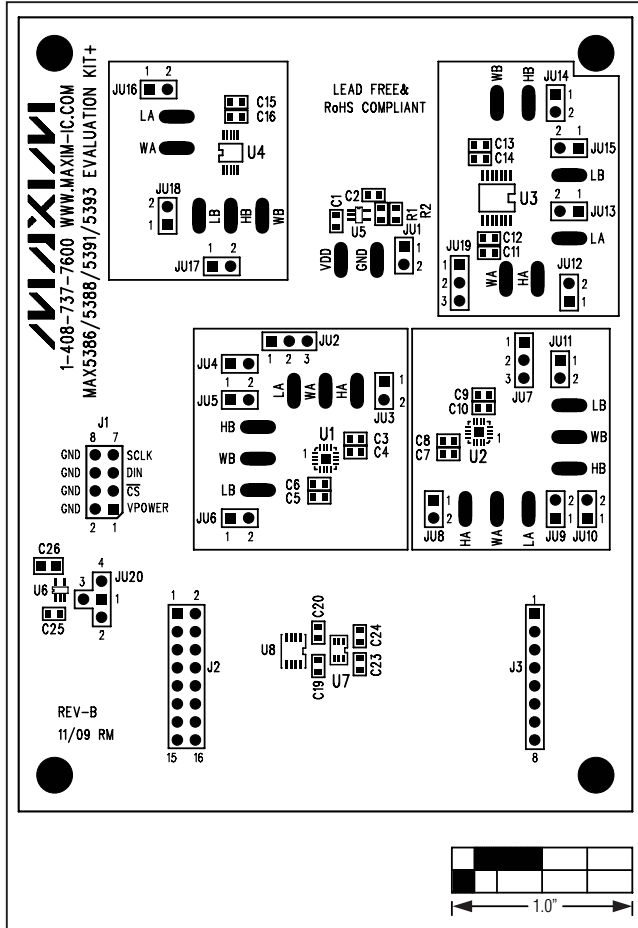 MAXIM
1-408-737-7600 WWW.MAXIM-IC.COM
MAX5386/5388/5391/5393 EVALUATION KIT+
LEAD FREE&
RoHS COMPLIANT
1 2
JU16
LA
WA
C15
C16
U4
JU18
2
1
LB
HB
WB
JU17
1 2
C1
C2
U5
R1
R2
VDD
GND
JU1
1
2
WB
HB
JU14
1
2
C13
C14
2 1
JU15
LB
U3
2 1
JU13
LA
JU19
1
2
3
C12
C11
WA
HA
JU12
2
1
JU2
1 2 3
JU4
1 2
JU5
1 2
LA
WA
HA
JU3
1
2
HB
WB
LB
U1
1
C3
C4
C6
C5
JU6
1 2
JU7
1
2
3
JU11
1
2
C9
C10
LB
WB
HB
C8
C7
U2
1
JU8
1
2
HA
WA
LA
JU9
2
1
JU10
2
1
J1
8 7
GND SCLK
GND DIN
GND CS
GND VPOWER
2 1
C26
U6
C25
4
3
JU20
1
2
1 2
J2
15 16
U8
C20
C19
U7
C24
C23
1
J3
8
REV-B
11/09 RM
1.0"